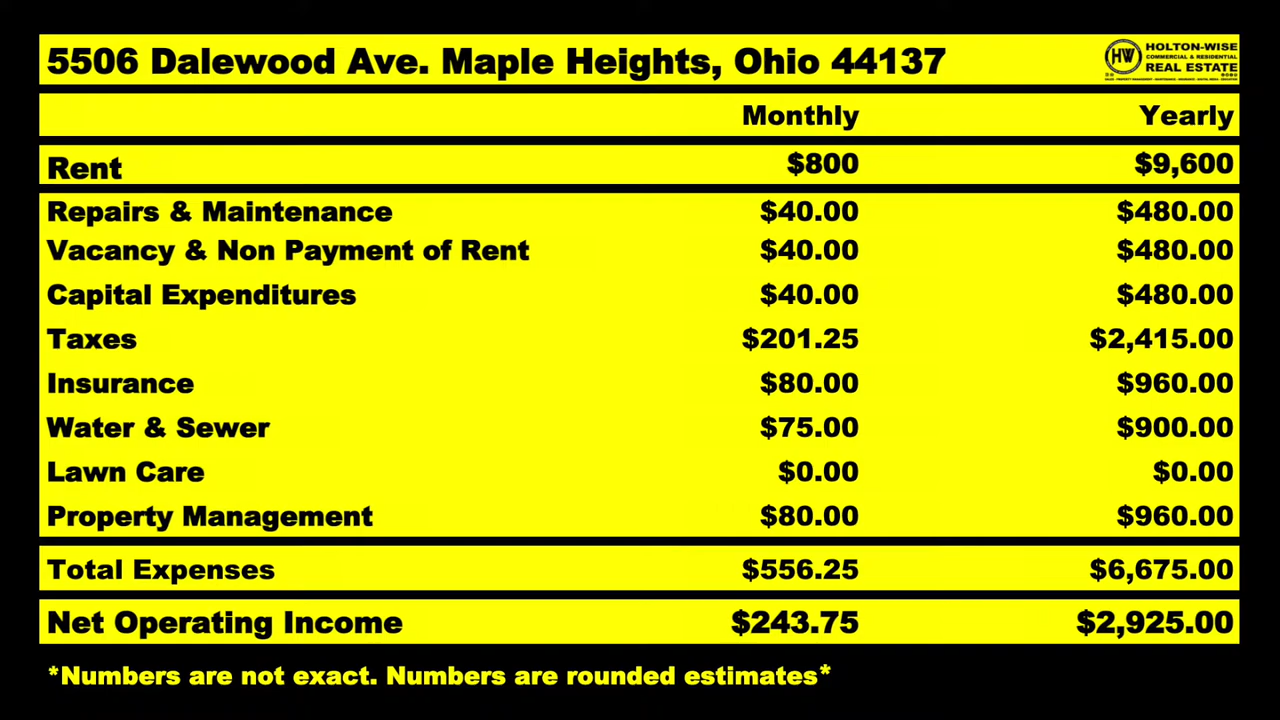 5506 Dalewood Ave. Maple Heights, Ohio 44137
HW
HOLTON-WISE
COMMERCIAL & RESIDENTIAL
REAL ESTATE
Monthly Yearly
Rent $800 $9,600
Repairs & Maintenance $40.00 $480.00
Vacancy & Non Payment of Rent $40.00 $480.00
Capital Expenditures $40.00 $480.00
Taxes $201.25 $2,415.00
Insurance $80.00 $960.00
Water & Sewer $75.00 $900.00
Lawn Care $0.00 $0.00
Property Management $80.00 $960.00
Total Expenses $556.25 $6,675.00
Net Operating Income $243.75 $2,925.00
*Numbers are not exact. Numbers are rounded estimates*